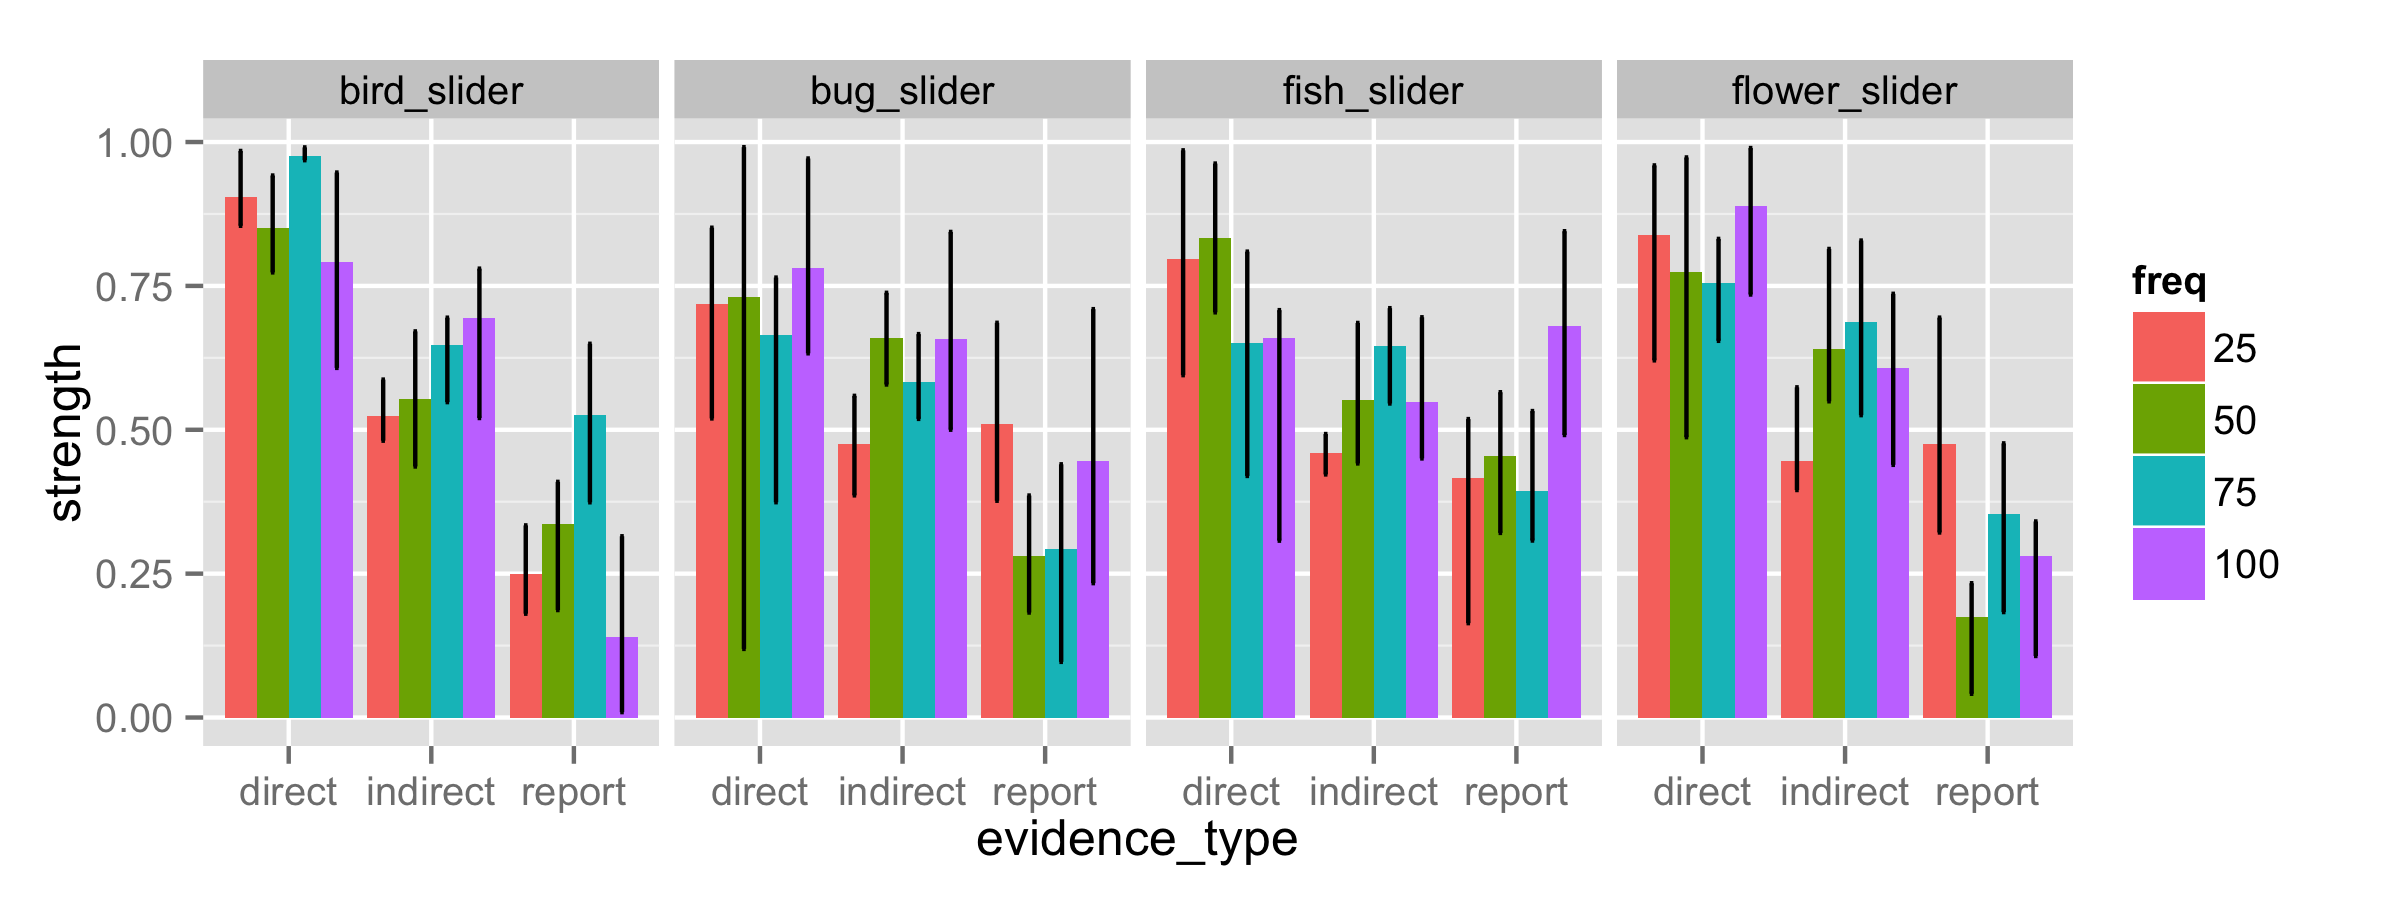 bird_slider bug_slider fish_slider flower_slider
1.00
0.75
0.50
0.25
0.00
strength
direct indirect report direct indirect report direct indirect report direct indirect report
evidence_type
freq
25
50
75
100